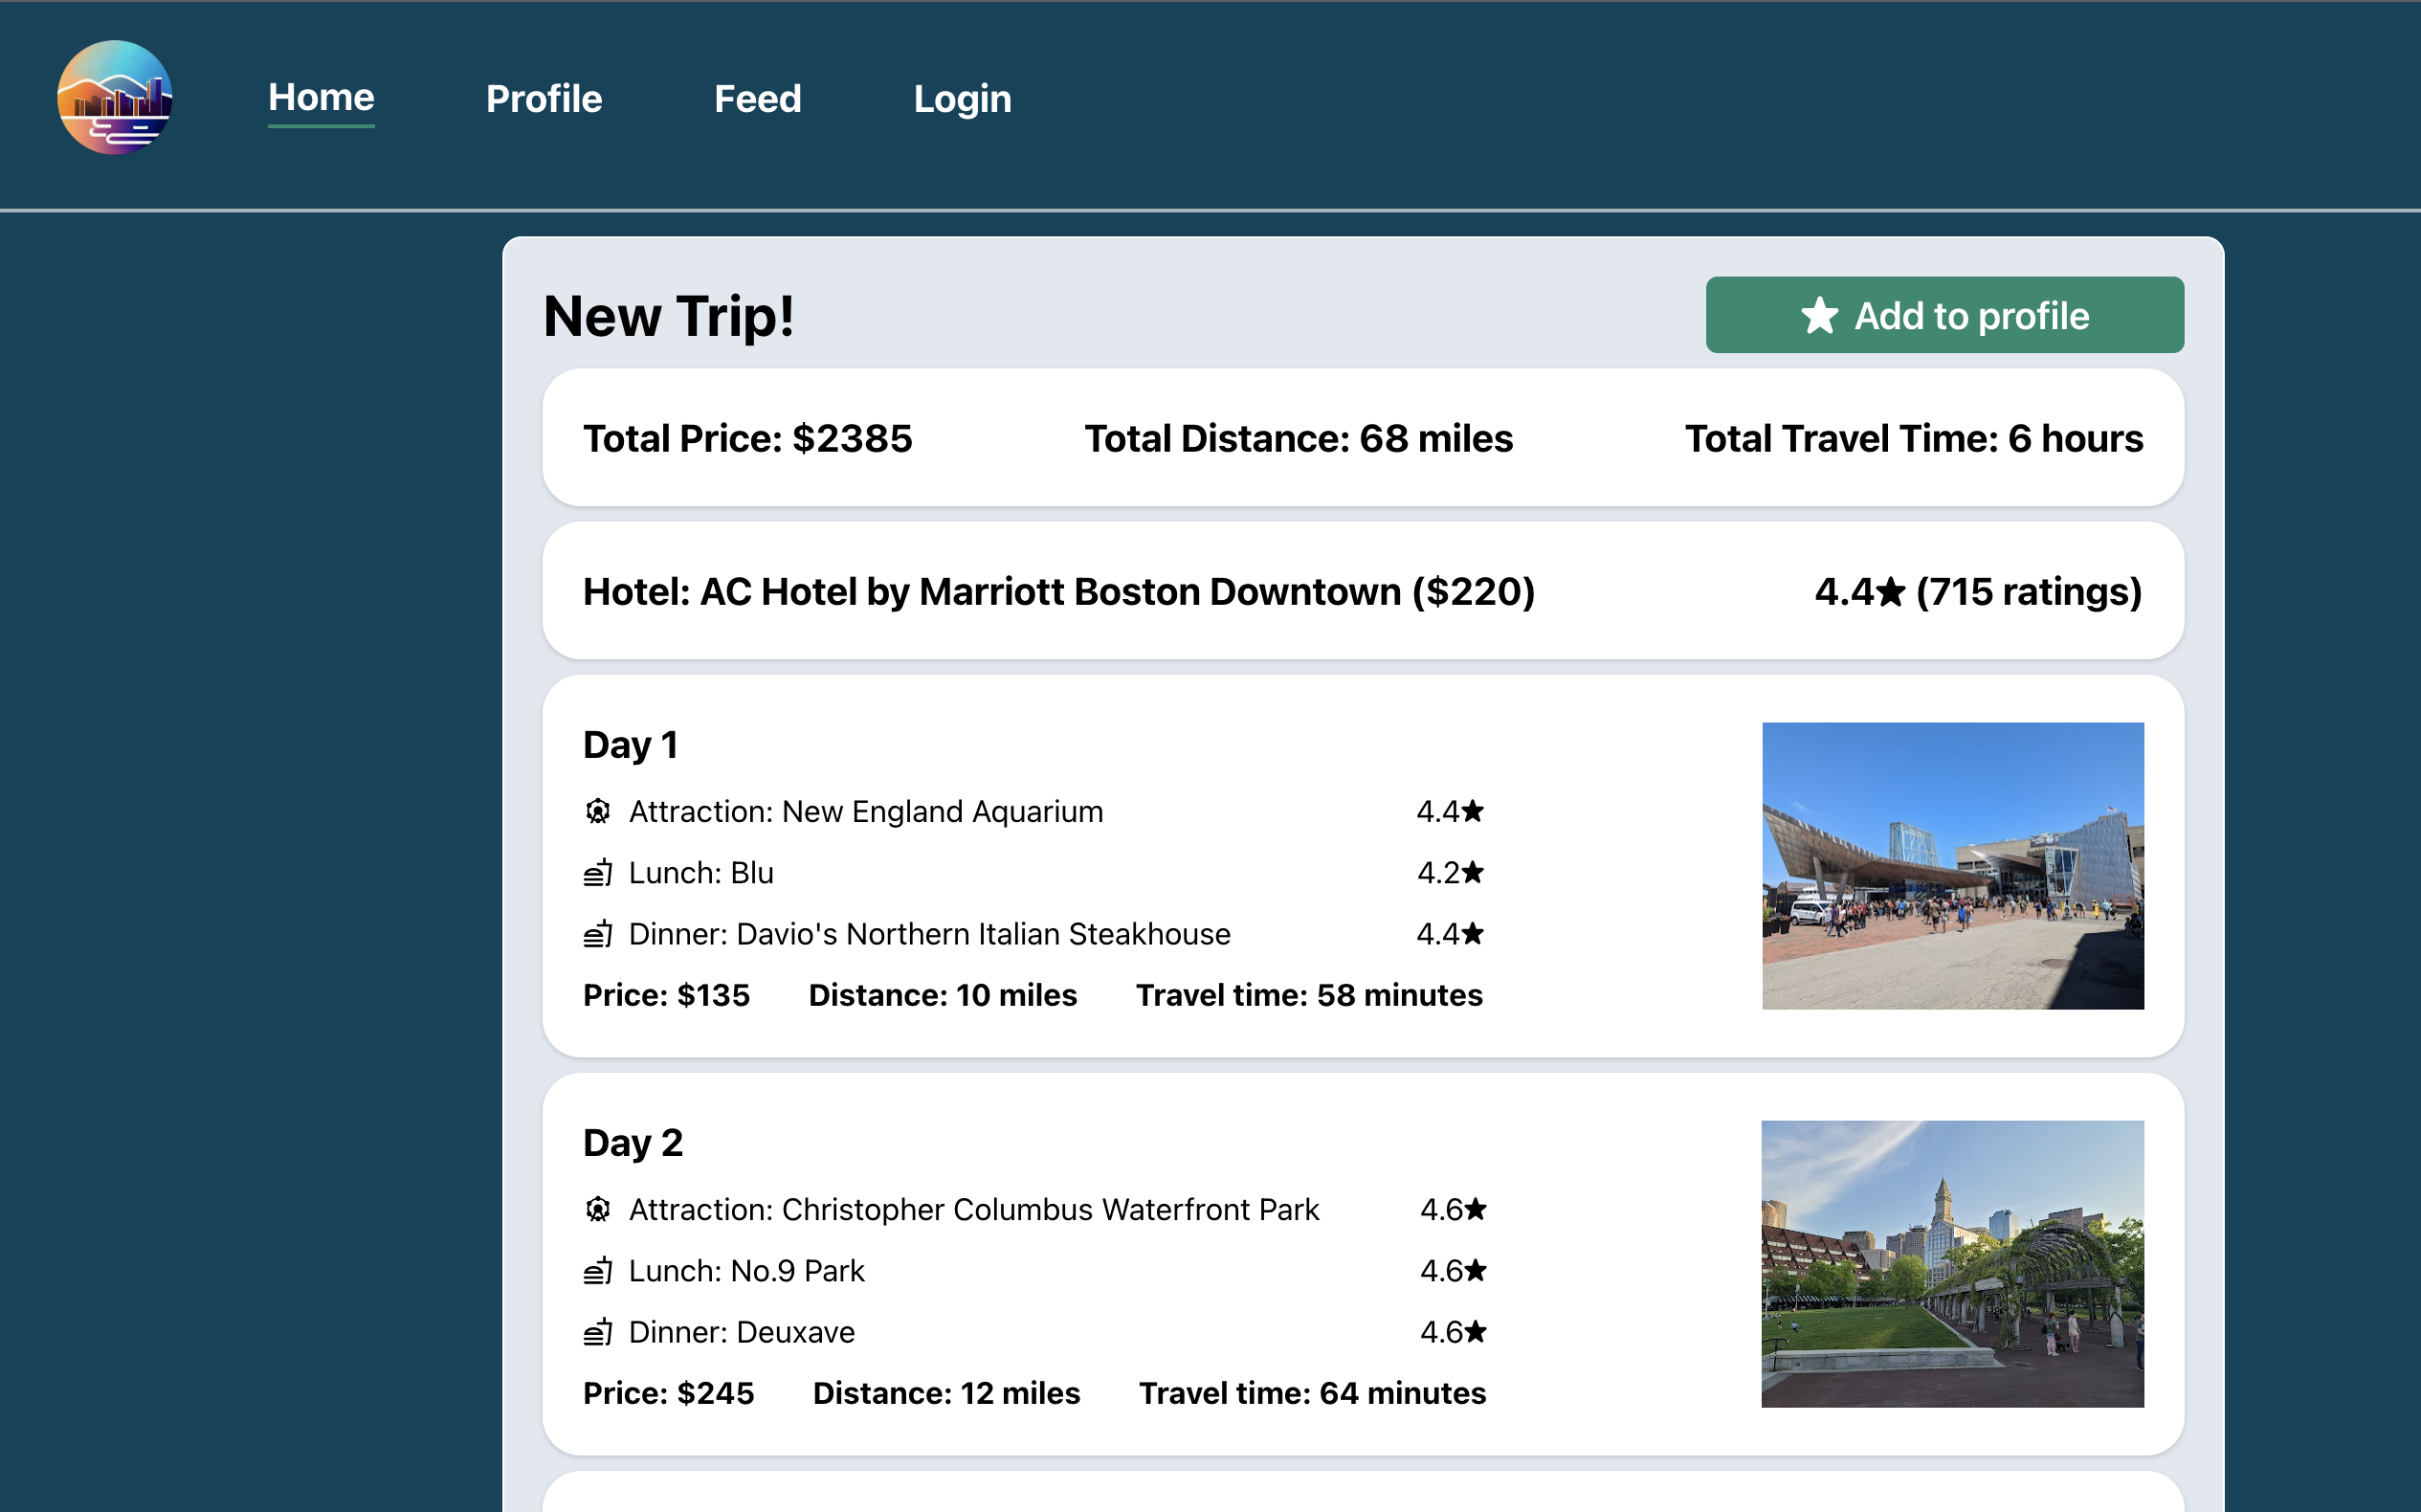 Home Profile Feed Login
New Trip! Add to profile
Total Price: $2385 Total Distance: 68 miles Total Travel Time: 6 hours
Hotel: AC Hotel by Marriott Boston Downtown ($220) 4.4★ (715 ratings)
Day 1
Attraction: New England Aquarium 4.4★
Lunch: Blu 4.2★
Dinner: Davio's Northern Italian Steakhouse 4.4★
Price: $135 Distance: 10 miles Travel time: 58 minutes
Day 2
Attraction: Christopher Columbus Waterfront Park 4.6★
Lunch: No.9 Park 4.6★
Dinner: Deuxave 4.6★
Price: $245 Distance: 12 miles Travel time: 64 minutes